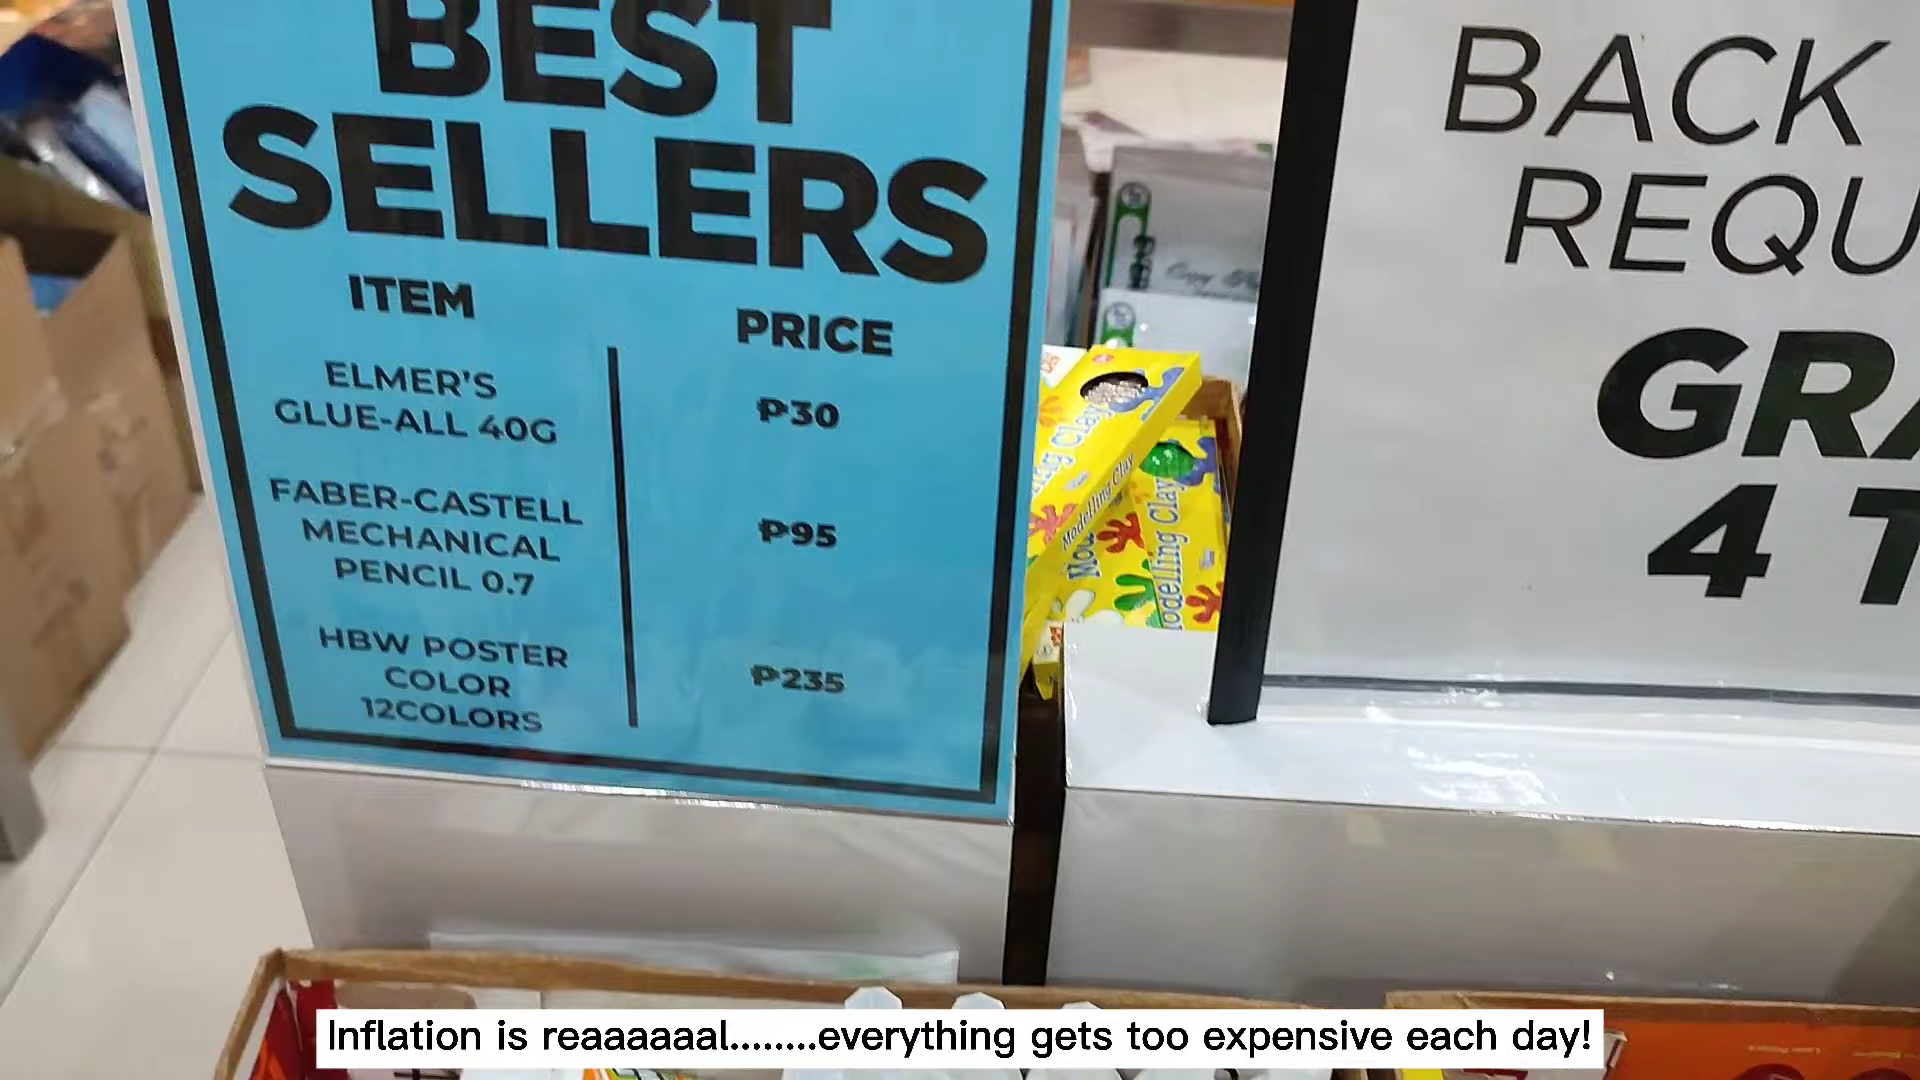 BEST
SELLERS
ITEM
PRICE
ELMER'S
GLUE-ALL 40G
₱30
FABER-CASTELL
MECHANICAL
PENCIL 0.7
₱95
HBW POSTER
COLOR
12COLORS
₱235
Modelling Clay
Modelling Clay
BACK
REQU
GRA
4 T
Inflation is reaaaaaal........everything gets too expensive each day!